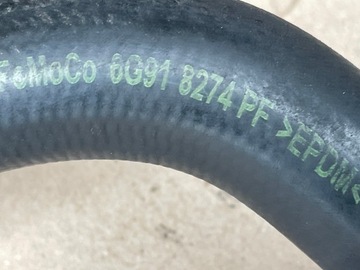 FoMoCo 6G91 8274 PF >EPDM<